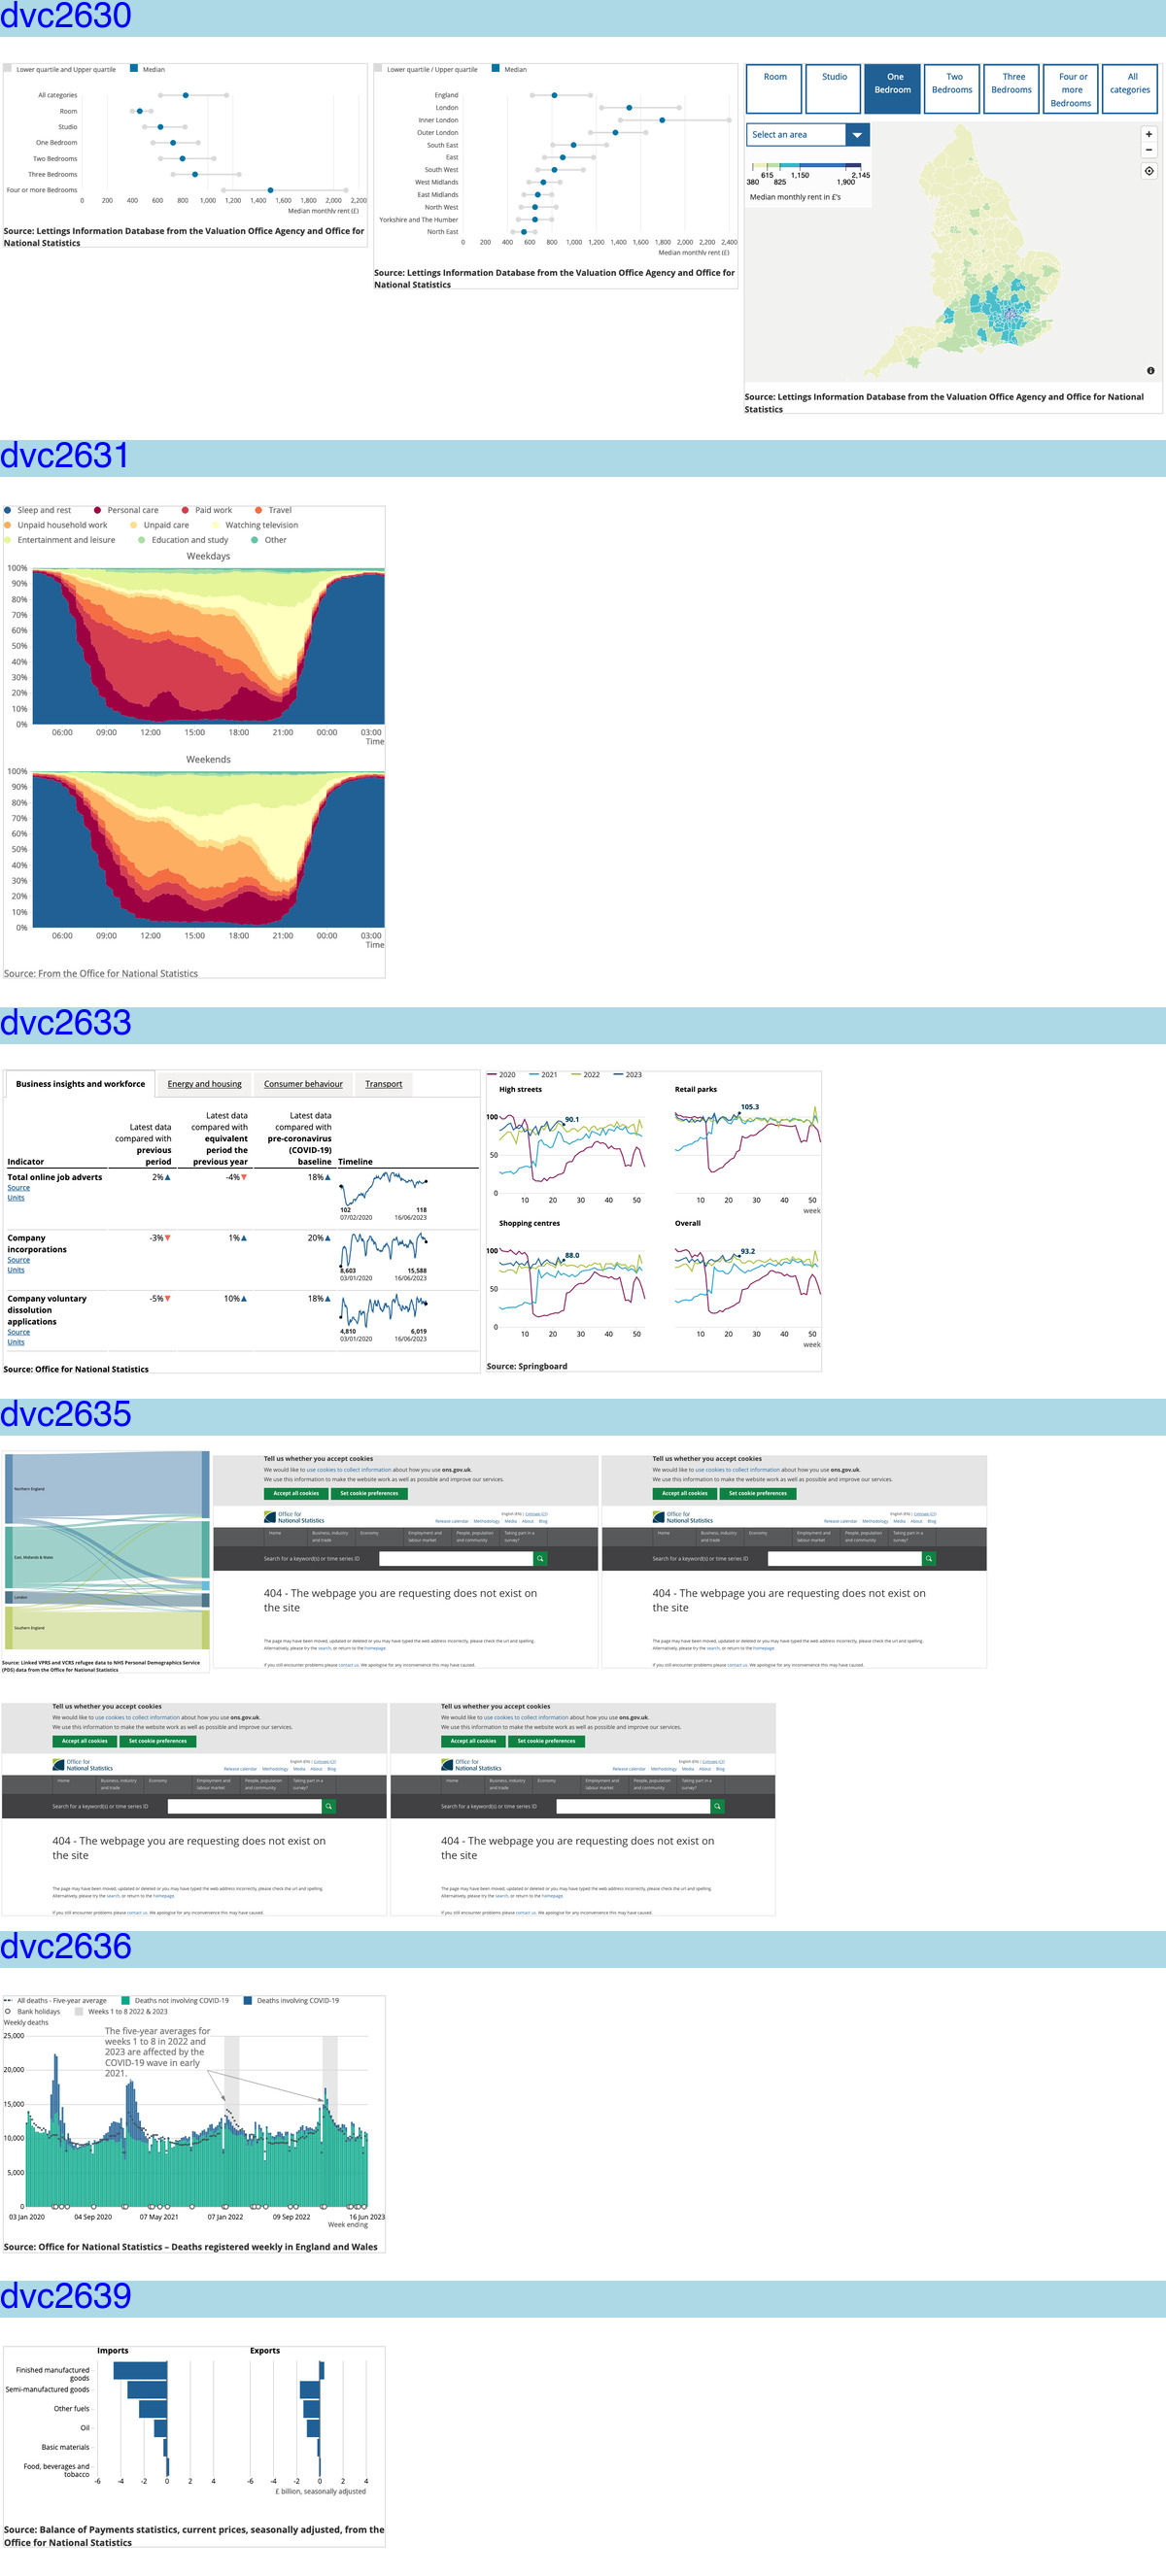 dvc2630
Lower quartile and Upper quartile Median
All categories
Room
Studio
One Bedroom
Two Bedrooms
Three Bedrooms
Four or more Bedrooms
0 200 400 600 800 1,000 1,200 1,400 1,600 1,800 2,000 2,200
Median monthly rent (£)
Source: Lettings Information Database from the Valuation Office Agency and Office for
National Statistics
Lower quartile / Upper quartile Median
England
London
Inner London
Outer London
South East
East
South West
West Midlands
East Midlands
North West
Yorkshire and The Humber
North East
0 200 400 600 800 1,000 1,200 1,400 1,600 1,800 2,000 2,200 2,400
Median monthly rent (£)
Source: Lettings Information Database from the Valuation Office Agency and Office for
National Statistics
Room Studio One Bedroom Two Bedrooms Three Bedrooms Four or more Bedrooms All categories
Select an area
615 1,150 2,145
380 825 1,900
Median monthly rent in £'s
Source: Lettings Information Database from the Valuation Office Agency and Office for National
Statistics
dvc2631
Sleep and rest Personal care Paid work Travel
Unpaid household work Unpaid care Watching television
Entertainment and leisure Education and study Other
Weekdays
100%
90%
80%
70%
60%
50%
40%
30%
20%
10%
0%
06:00 09:00 12:00 15:00 18:00 21:00 00:00 03:00
Time
Weekends
100%
90%
80%
70%
60%
50%
40%
30%
20%
10%
0%
06:00 09:00 12:00 15:00 18:00 21:00 00:00 03:00
Time
Source: From the Office for National Statistics
dvc2633
Business insights and workforce Energy and housing Consumer behaviour Transport
Indicator
Latest data compared with previous period
Latest data compared with equivalent period the previous year
Latest data compared with pre-coronavirus (COVID-19) baseline
Timeline
Total online job adverts 2% -4% 18%
Source
Units
102 118
07/02/2020 16/06/2023
Company incorporations -3% 1% 20%
Source
Units
8,603 15,588
03/01/2020 16/06/2023
Company voluntary dissolution applications -5% 10% 18%
Source
Units
4,810 6,019
03/01/2020 16/06/2023
Source: Office for National Statistics
2020 2021 2022 2023
High streets
90.1
100
50
0
10 20 30 40 50
Retail parks
105.3
10 20 30 40 50
week
Shopping centres
88.0
100
50
0
10 20 30 40 50
Overall
93.2
10 20 30 40 50
week
Source: Springboard
dvc2635
Northern England
East, Midlands & Wales
London
Southern England
Source: Linked VPRS and VCRS refugee data to NHS Personal Demographics Service
(PDS) data from the Office for National Statistics
Tell us whether you accept cookies
We would like to use cookies to collect information about how you use ons.gov.uk.
We use this information to make the website work as well as possible and improve our services.
Accept all cookies Set cookie preferences
Office for National Statistics
English (EN) | Cymraeg (CY)
Release calendar Methodology Media About Blog
Home Business, industry and trade Economy Employment and labour market People, population and community Taking part in a survey?
Search for a keyword(s) or time series ID
404 - The webpage you are requesting does not exist on
the site
The page may have been moved, updated or deleted or you may have typed the web address incorrectly, please check the url and spelling.
Alternatively, please try the search, or return to the homepage.
If you still encounter problems please contact us. We apologise for any inconvenience this may have caused.
Tell us whether you accept cookies
We would like to use cookies to collect information about how you use ons.gov.uk.
We use this information to make the website work as well as possible and improve our services.
Accept all cookies Set cookie preferences
Office for National Statistics
English (EN) | Cymraeg (CY)
Release calendar Methodology Media About Blog
Home Business, industry and trade Economy Employment and labour market People, population and community Taking part in a survey?
Search for a keyword(s) or time series ID
404 - The webpage you are requesting does not exist on
the site
The page may have been moved, updated or deleted or you may have typed the web address incorrectly, please check the url and spelling.
Alternatively, please try the search, or return to the homepage.
If you still encounter problems please contact us. We apologise for any inconvenience this may have caused.
Tell us whether you accept cookies
We would like to use cookies to collect information about how you use ons.gov.uk.
We use this information to make the website work as well as possible and improve our services.
Accept all cookies Set cookie preferences
Office for National Statistics
English (EN) | Cymraeg (CY)
Release calendar Methodology Media About Blog
Home Business, industry and trade Economy Employment and labour market People, population and community Taking part in a survey?
Search for a keyword(s) or time series ID
404 - The webpage you are requesting does not exist on
the site
The page may have been moved, updated or deleted or you may have typed the web address incorrectly, please check the url and spelling.
Alternatively, please try the search, or return to the homepage.
If you still encounter problems please contact us. We apologise for any inconvenience this may have caused.
Tell us whether you accept cookies
We would like to use cookies to collect information about how you use ons.gov.uk.
We use this information to make the website work as well as possible and improve our services.
Accept all cookies Set cookie preferences
Office for National Statistics
English (EN) | Cymraeg (CY)
Release calendar Methodology Media About Blog
Home Business, industry and trade Economy Employment and labour market People, population and community Taking part in a survey?
Search for a keyword(s) or time series ID
404 - The webpage you are requesting does not exist on
the site
The page may have been moved, updated or deleted or you may have typed the web address incorrectly, please check the url and spelling.
Alternatively, please try the search, or return to the homepage.
If you still encounter problems please contact us. We apologise for any inconvenience this may have caused.
dvc2636
All deaths - Five-year average Deaths not involving COVID-19 Deaths involving COVID-19
Bank holidays Weeks 1 to 8 2022 & 2023
Weekly deaths
The five-year averages for
weeks 1 to 8 in 2022 and
2023 are affected by the
COVID-19 wave in early
2021.
25,000
20,000
15,000
10,000
5,000
0
03 Jan 2020 04 Sep 2020 07 May 2021 07 Jan 2022 09 Sep 2022 16 Jun 2023
Week ending
Source: Office for National Statistics – Deaths registered weekly in England and Wales
dvc2639
Imports Exports
Finished manufactured
goods
Semi-manufactured goods
Other fuels
Oil
Basic materials
Food, beverages and
tobacco
-6 -4 -2 0 2 4 -6 -4 -2 0 2 4
£ billion, seasonally adjusted
Source: Balance of Payments statistics, current prices, seasonally adjusted, from the
Office for National Statistics